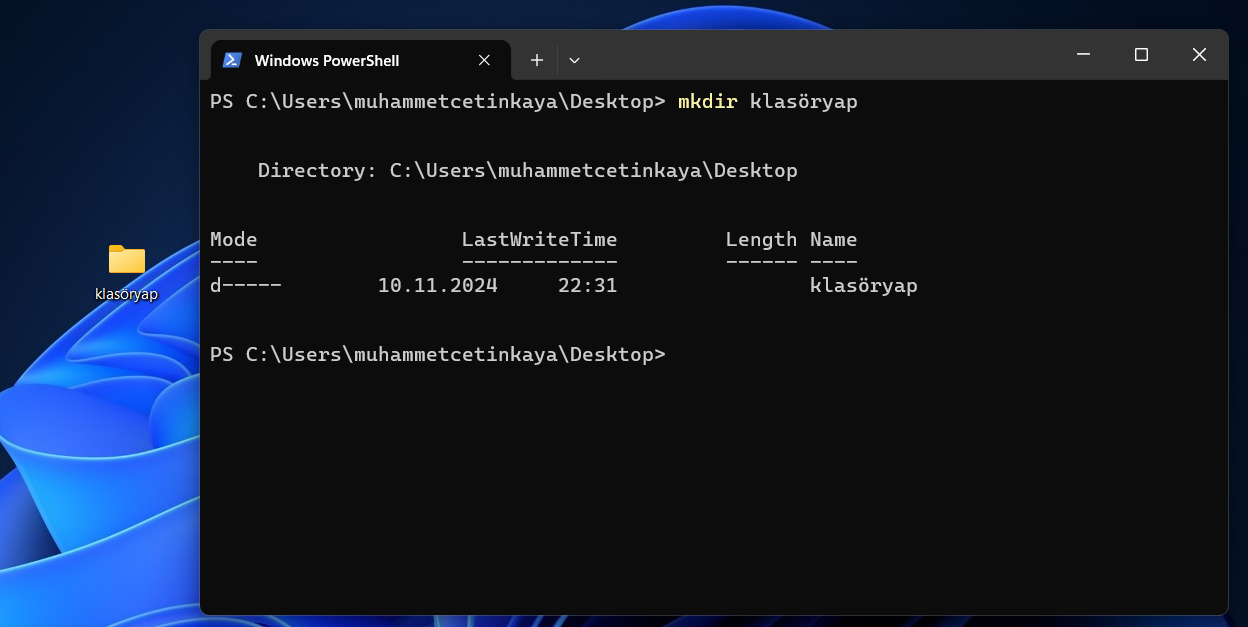 Windows PowerShell
PS C:\Users\muhammetcetinkaya\Desktop> mkdir klasöryap
Directory: C:\Users\muhammetcetinkaya\Desktop
Mode LastWriteTime Length Name
---- ------------- ------ ----
d----- 10.11.2024 22:31 klasöryap
PS C:\Users\muhammetcetinkaya\Desktop>
klasöryap